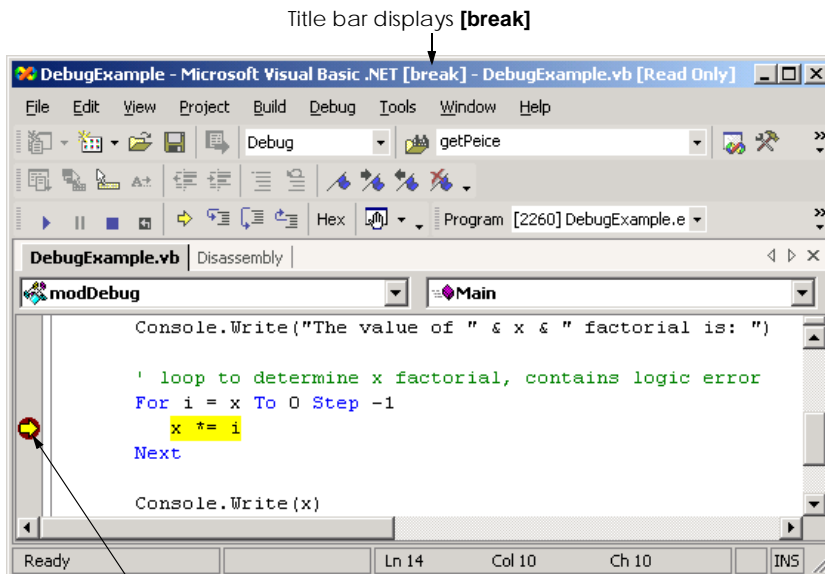 Title bar displays [break]
DebugExample - Microsoft Visual Basic .NET [break] - DebugExample.vb [Read Only]
File Edit View Project Build Debug Tools Window Help
Debug getPeice
Hex Program [2260] DebugExample.e
DebugExample.vb Disassembly
modDebug Main
Console.Write("The value of " & x & " factorial is: ")
' loop to determine x factorial, contains logic error
For i = x To 0 Step -1
x *= i
Next
Console.Write(x)
Ready Ln 14 Col 10 Ch 10 INS